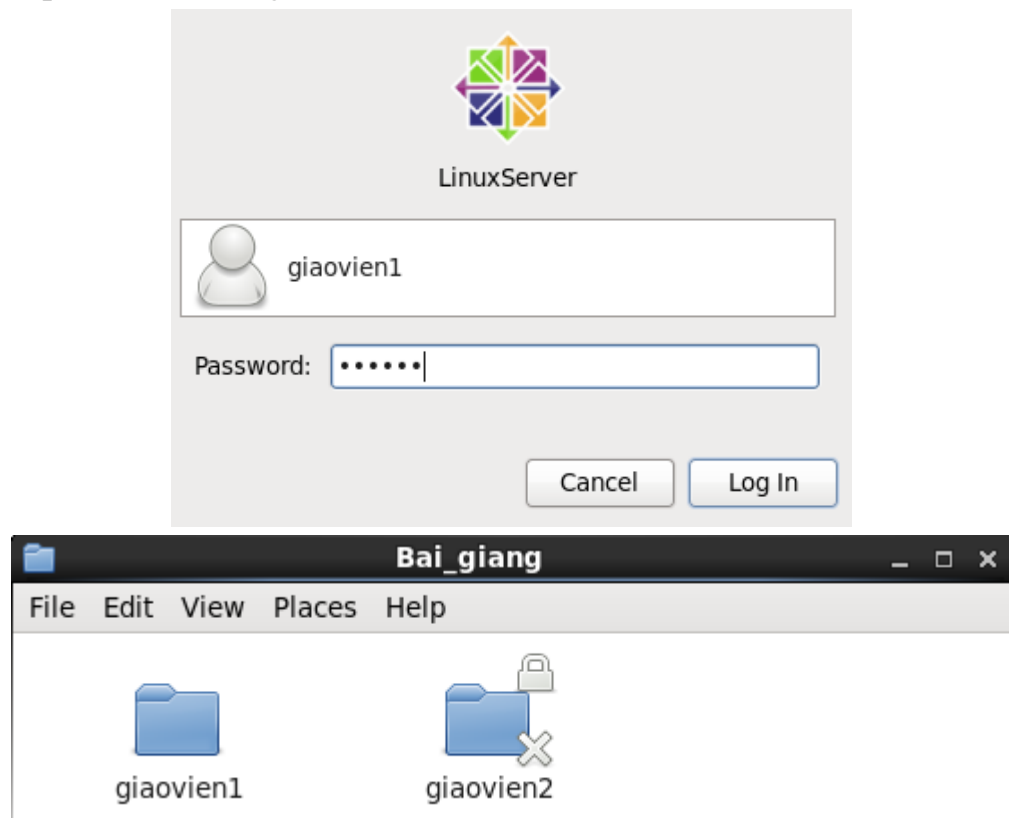 LinuxServer
giaovien1
Password: ••••••
Cancel Log In
Bai_giang
File Edit View Places Help
giaovien1 giaovien2